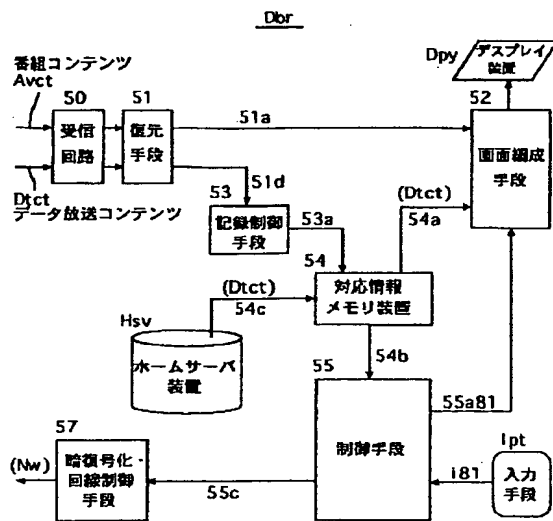 Dbr
番組コンテンツ
Avct
50
受信
回路
51
復元
手段
51a
Dpy
デスプレイ
装置
52
画面編成
手段
Dtct
データ放送コンテンツ
51d
53
記録制御
手段
53a
(Dtct)
54a
54
対応情報
メモリ装置
(Dtct)
54c
Hsv
ホームサーバ
装置
54b
55
制御手段
55a81
Ipt
入力
手段
i81
57
暗復号化・
回線制御
手段
(Nw)
55c